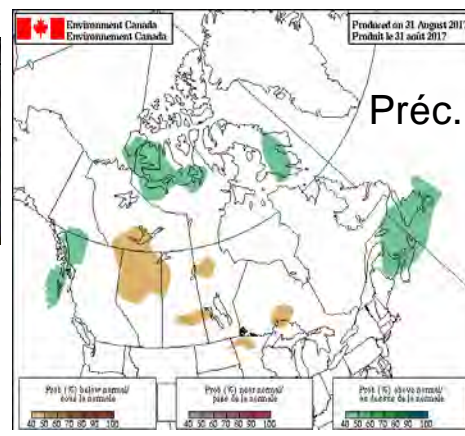 Environment Canada
Environnement Canada
Produced on 31 August 2017
Produit le 31 août 2017
Préc.
Prob (%) below normal/
sous la normale
40 50 60 70 80 90 100
Prob (%) near normal/
près de la normale
40 50 60 70 80 90 100
Prob (%) above normal/
au dessus de la normale
40 50 60 70 80 90 100